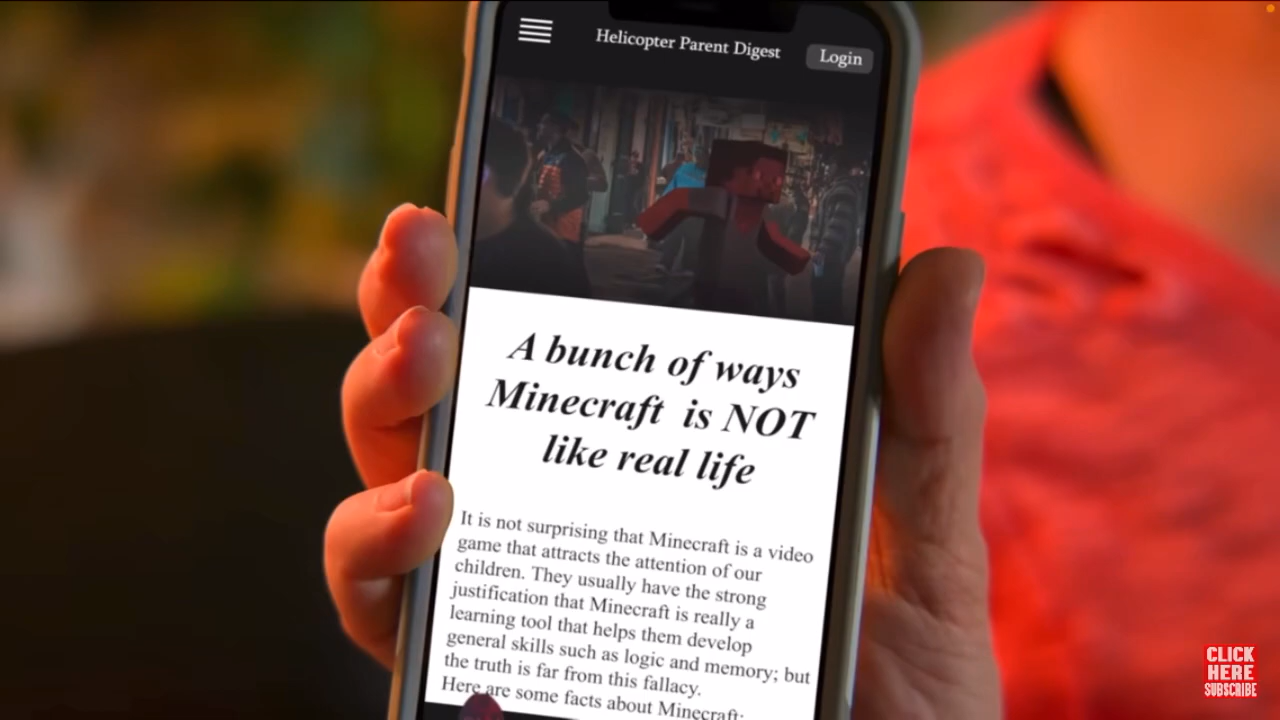 Helicopter Parent Digest
Login
A bunch of ways
Minecraft is NOT
like real life
It is not surprising that Minecraft is a video
game that attracts the attention of our
children. They usually have the strong
justification that Minecraft is really a
learning tool that helps them develop
general skills such as logic and memory; but
the truth is far from this fallacy.
Here are some facts about Minecraft:
CLICK
HERE
SUBSCRIBE